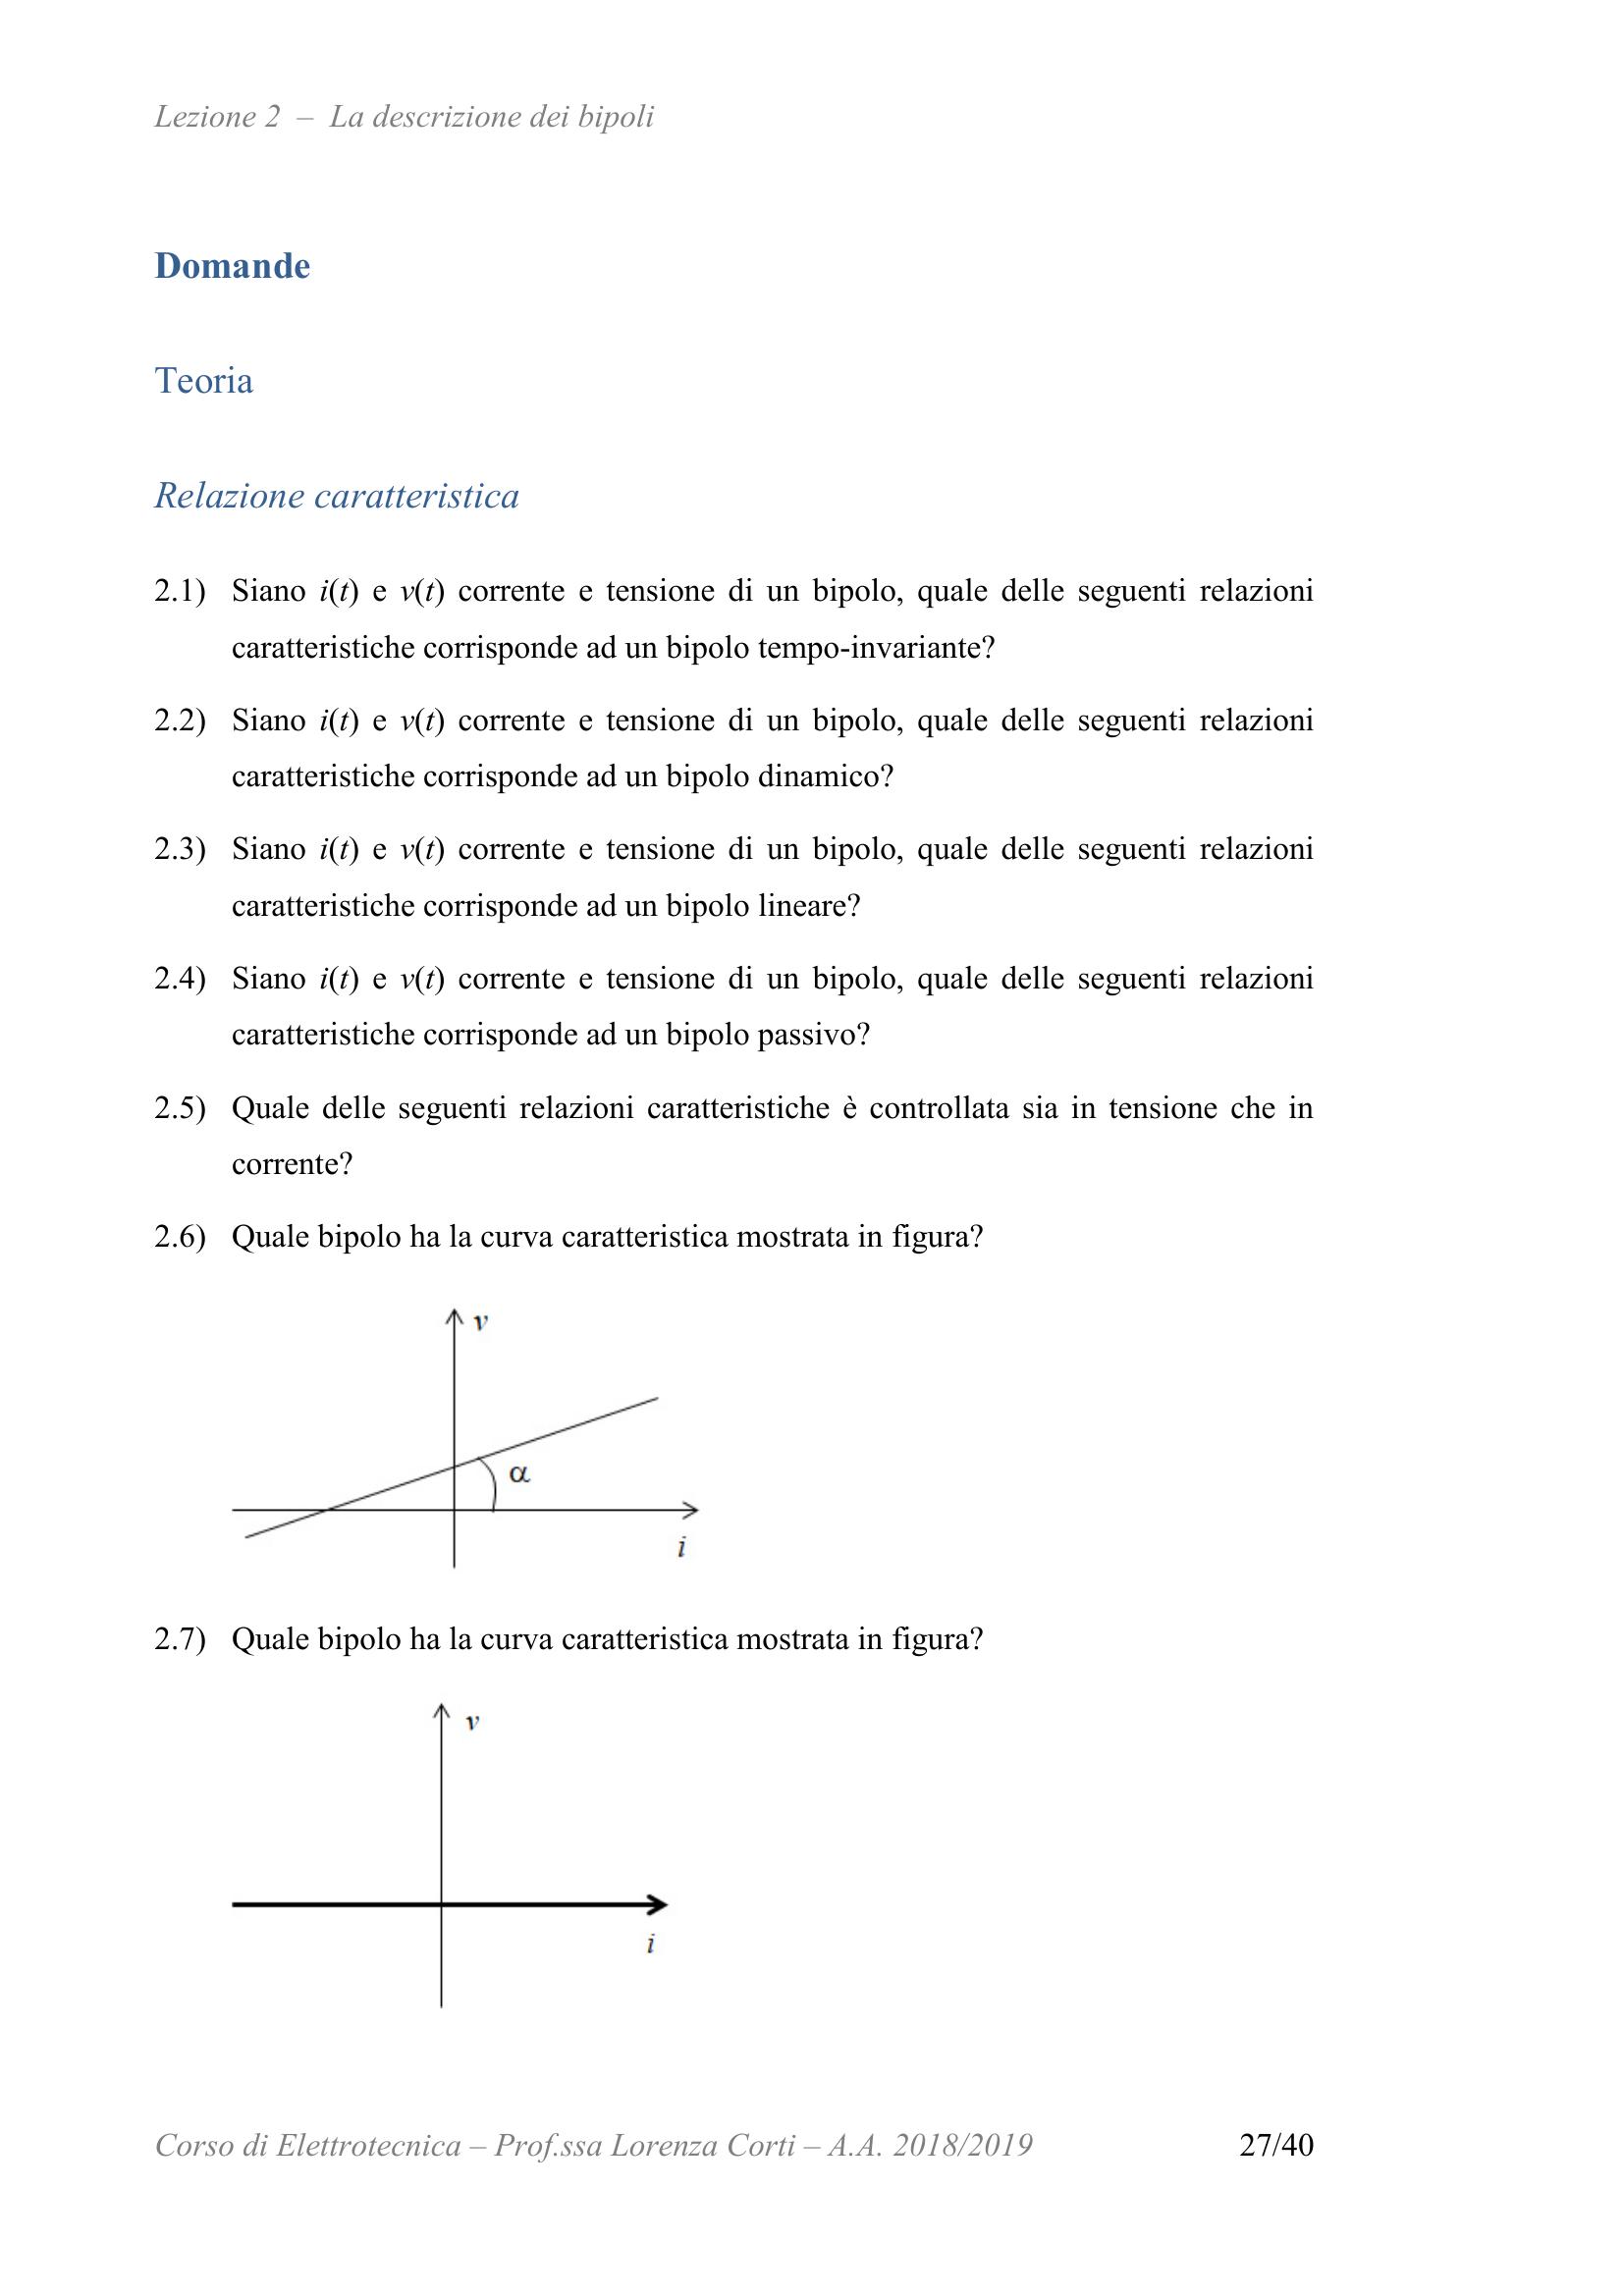 Lezione 2 – La descrizione dei bipoli
Domande
Teoria
Relazione caratteristica
2.1) Siano i(t) e v(t) corrente e tensione di un bipolo, quale delle seguenti relazioni
caratteristiche corrisponde ad un bipolo tempo-invariante?
2.2) Siano i(t) e v(t) corrente e tensione di un bipolo, quale delle seguenti relazioni
caratteristiche corrisponde ad un bipolo dinamico?
2.3) Siano i(t) e v(t) corrente e tensione di un bipolo, quale delle seguenti relazioni
caratteristiche corrisponde ad un bipolo lineare?
2.4) Siano i(t) e v(t) corrente e tensione di un bipolo, quale delle seguenti relazioni
caratteristiche corrisponde ad un bipolo passivo?
2.5) Quale delle seguenti relazioni caratteristiche è controllata sia in tensione che in
corrente?
2.6) Quale bipolo ha la curva caratteristica mostrata in figura?
v
α
i
2.7) Quale bipolo ha la curva caratteristica mostrata in figura?
v
i
Corso di Elettrotecnica – Prof.ssa Lorenza Corti – A.A. 2018/2019 27/40